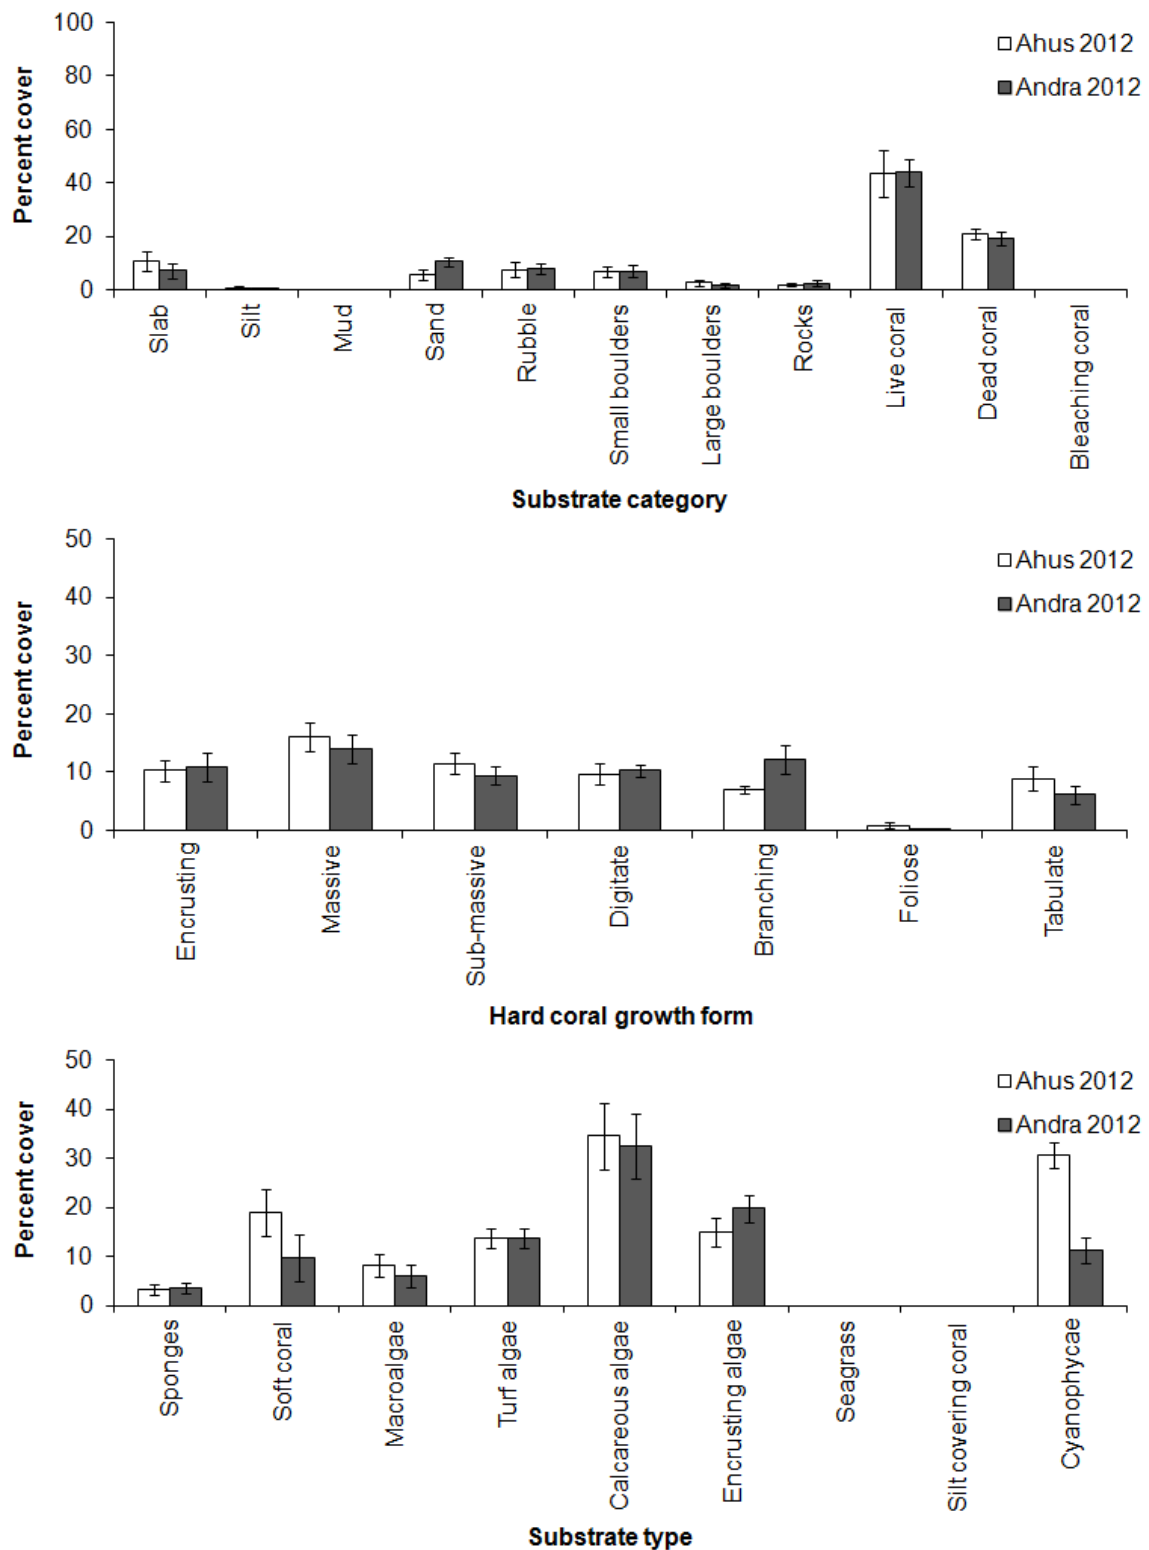 Percent cover
100
80
60
40
20
0
Ahus 2012
Andra 2012
Slab
Silt
Mud
Sand
Rubble
Small boulders
Large boulders
Rocks
Live coral
Dead coral
Bleaching coral
Substrate category
Percent cover
50
40
30
20
10
0
Ahus 2012
Andra 2012
Encrusting
Massive
Sub-massive
Digitate
Branching
Foliose
Tabulate
Hard coral growth form
Percent cover
50
40
30
20
10
0
Ahus 2012
Andra 2012
Sponges
Soft coral
Macroalgae
Turf algae
Calcareous algae
Encrusting algae
Seagrass
Silt covering coral
Cyanophycae
Substrate type